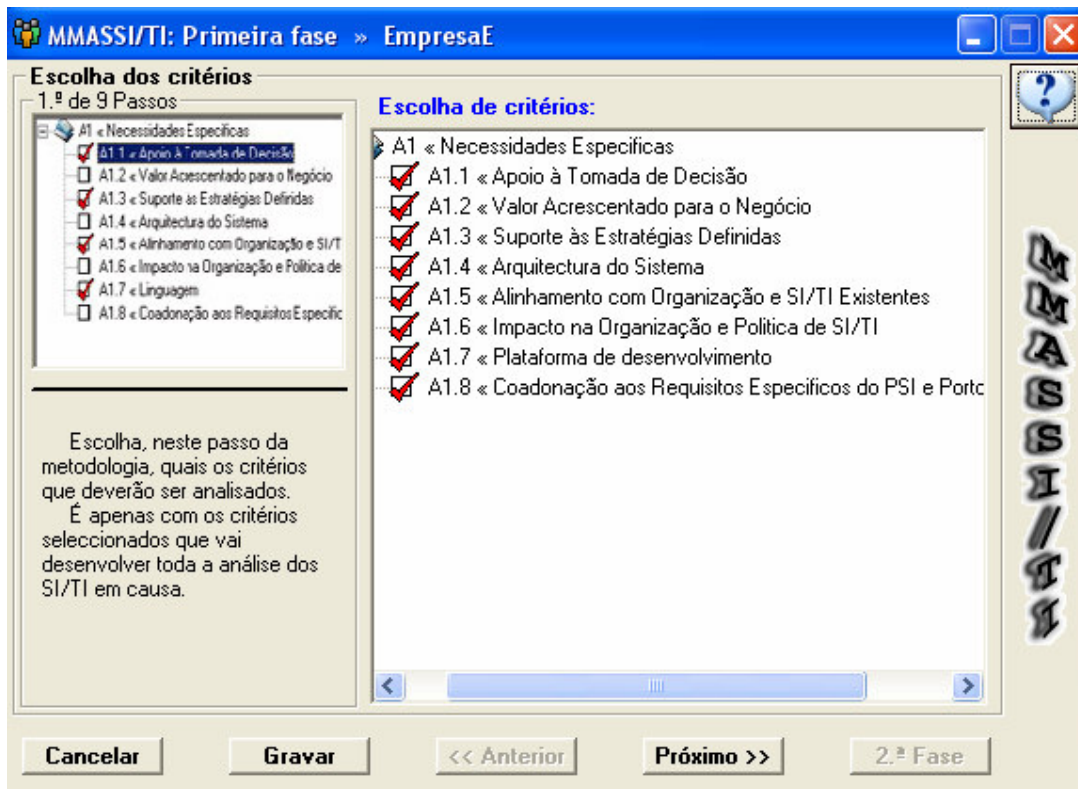 MMASSI/TI: Primeira fase » EmpresaE
Escolha dos critérios
1.º de 9 Passos
A1 « Necessidades Especificas
A1.1 « Apoio à Tomada de Decisão
A1.2 « Valor Acrescentado para o Negócio
A1.3 « Suporte as Estratégias Definidas
A1.4 « Arquitectura do Sistema
A1.5 « Alinhamento com Organização e SI/T
A1.6 « Impacto na Organização e Politica de
A1.7 « Linguagem
A1.8 « Coadonação aos Requisitos Especific
Escolha, neste passo da
metodologia, quais os critérios
que deverão ser analisados.
É apenas com os critérios
seleccionados que vai
desenvolver toda a análise dos
SI/TI em causa.
Escolha de critérios:
A1 « Necessidades Especificas
A1.1 « Apoio à Tomada de Decisão
A1.2 « Valor Acrescentado para o Negócio
A1.3 « Suporte às Estratégias Definidas
A1.4 « Arquitectura do Sistema
A1.5 « Alinhamento com Organização e SI/TI Existentes
A1.6 « Impacto na Organização e Politica de SI/TI
A1.7 « Plataforma de desenvolvimento
A1.8 « Coadonação aos Requisitos Especificos do PSI e Porto
?
MMASSI/TI
Cancelar
Gravar
<< Anterior
Próximo >>
2.ª Fase